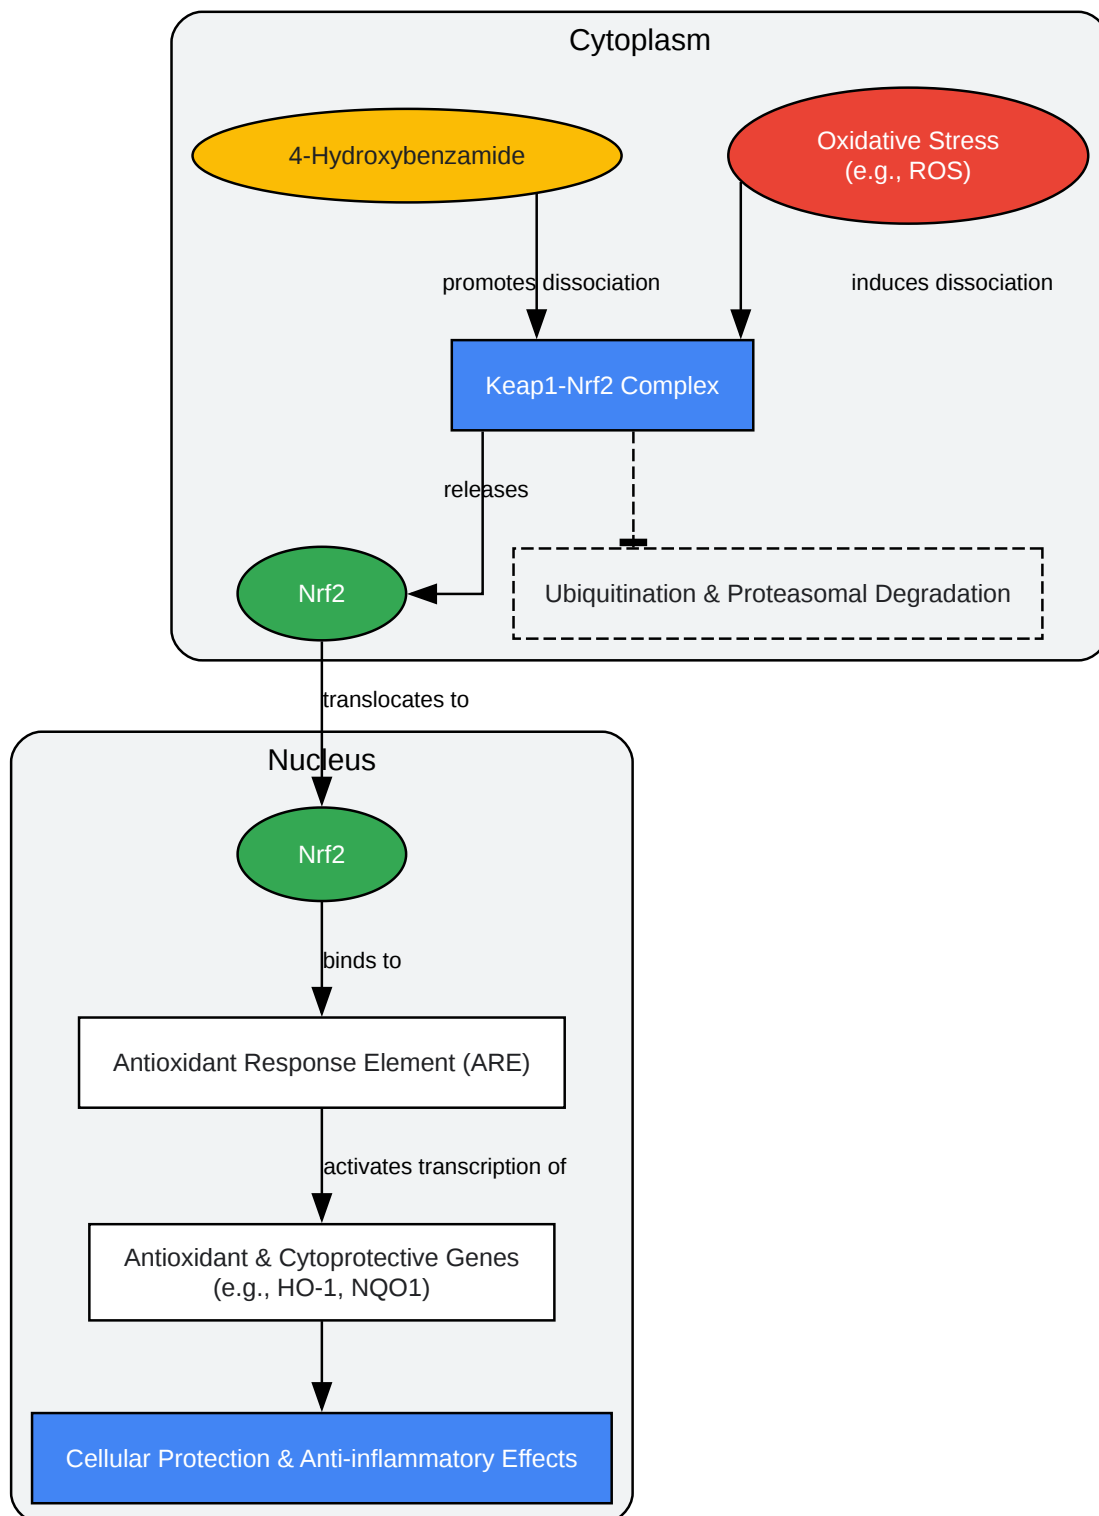 Cytoplasm
4-Hydroxybenzamide
Oxidative Stress
(e.g., ROS)
promotes dissociation
induces dissociation
Keap1-Nrf2 Complex
releases
Nrf2
Ubiquitination & Proteasomal Degradation
translocates to
Nucleus
Nrf2
binds to
Antioxidant Response Element (ARE)
activates transcription of
Antioxidant & Cytoprotective Genes
(e.g., HO-1, NQO1)
Cellular Protection & Anti-inflammatory Effects